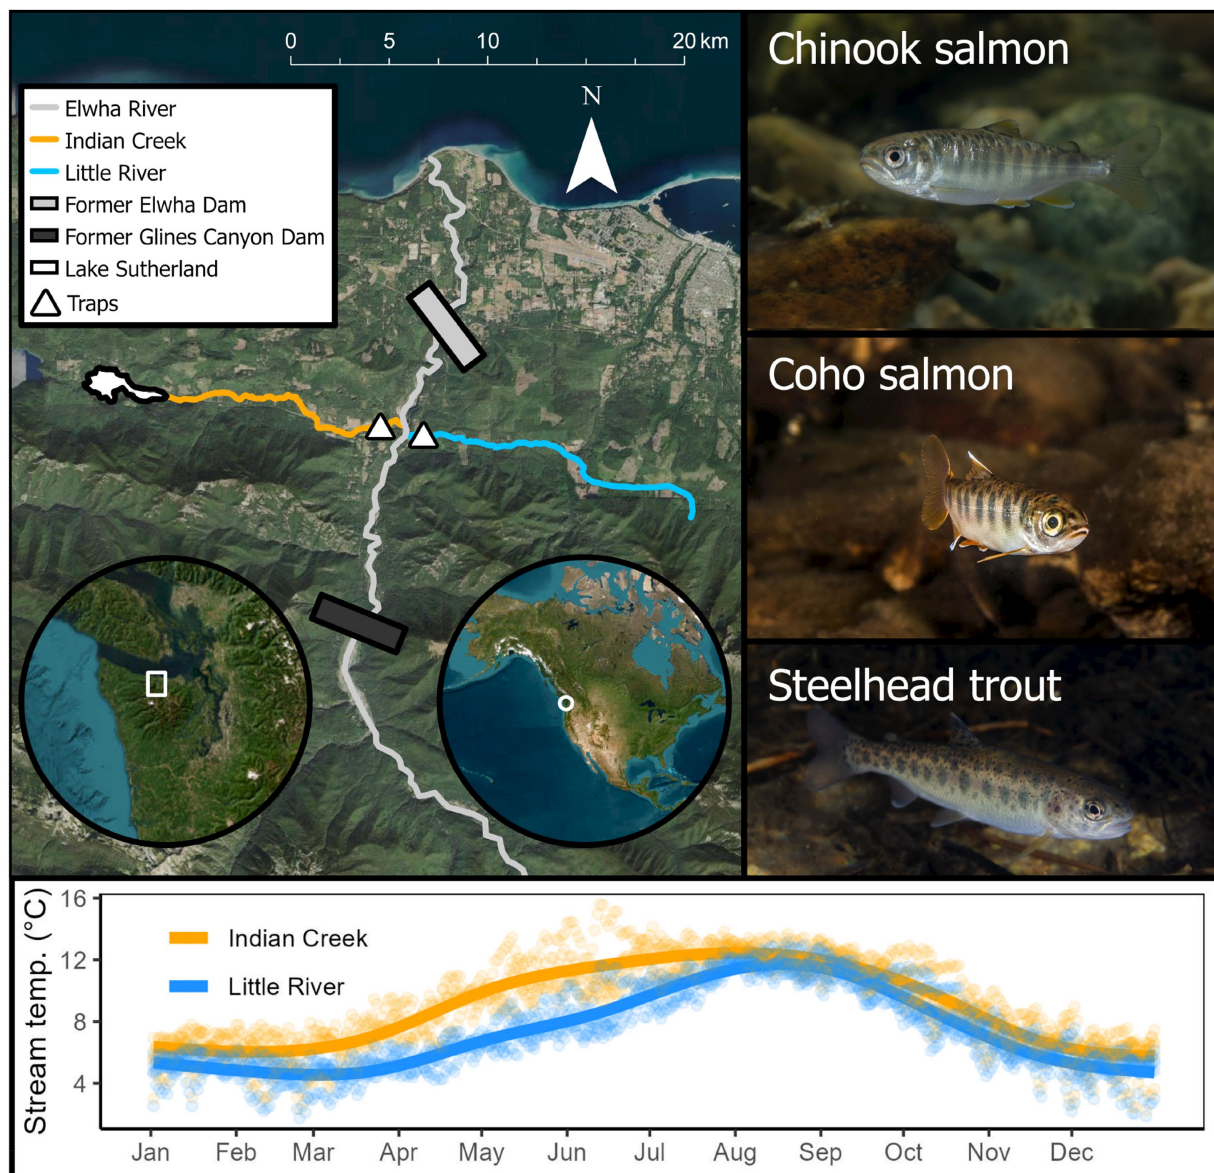 0 5 10 20 km
N
Elwha River
Indian Creek
Little River
Former Elwha Dam
Former Glines Canyon Dam
Lake Sutherland
Traps
Chinook salmon
Coho salmon
Steelhead trout
Stream temp. (°C)
16
12
8
4
Indian Creek
Little River
Jan Feb Mar Apr May Jun Jul Aug Sep Oct Nov Dec